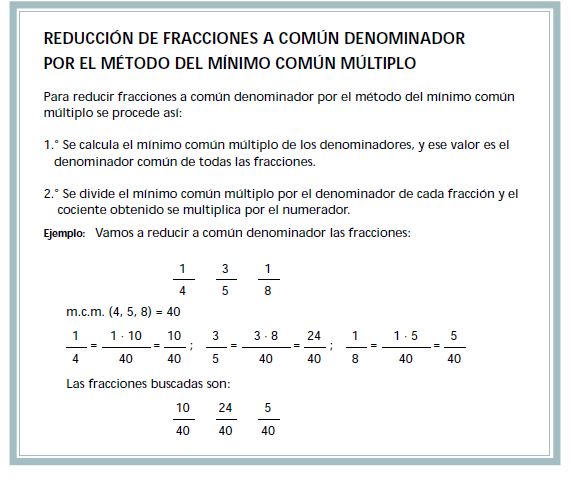 REDUCCIÓN DE FRACCIONES A COMÚN DENOMINADOR
POR EL MÉTODO DEL MÍNIMO COMÚN MÚLTIPLO
Para reducir fracciones a común denominador por el método del mínimo común
múltiplo se procede así:
1.° Se calcula el mínimo común múltiplo de los denominadores, y ese valor es el
denominador común de todas las fracciones.
2.° Se divide el mínimo común múltiplo por el denominador de cada fracción y el
cociente obtenido se multiplica por el numerador.
Ejemplo: Vamos a reducir a común denominador las fracciones:
1 3 1
4 5 8
m.c.m. (4, 5, 8) = 40
1 1 · 10 10 3 3 · 8 24 1 1 · 5 5
= = ; = = ; = =
4 40 40 5 40 40 8 40 40
Las fracciones buscadas son:
10 24 5
40 40 40